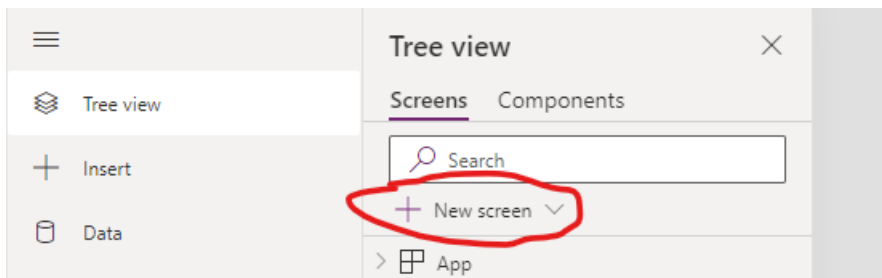 Tree view
Insert
Data
Tree view
Screens Components
Search
New screen
App